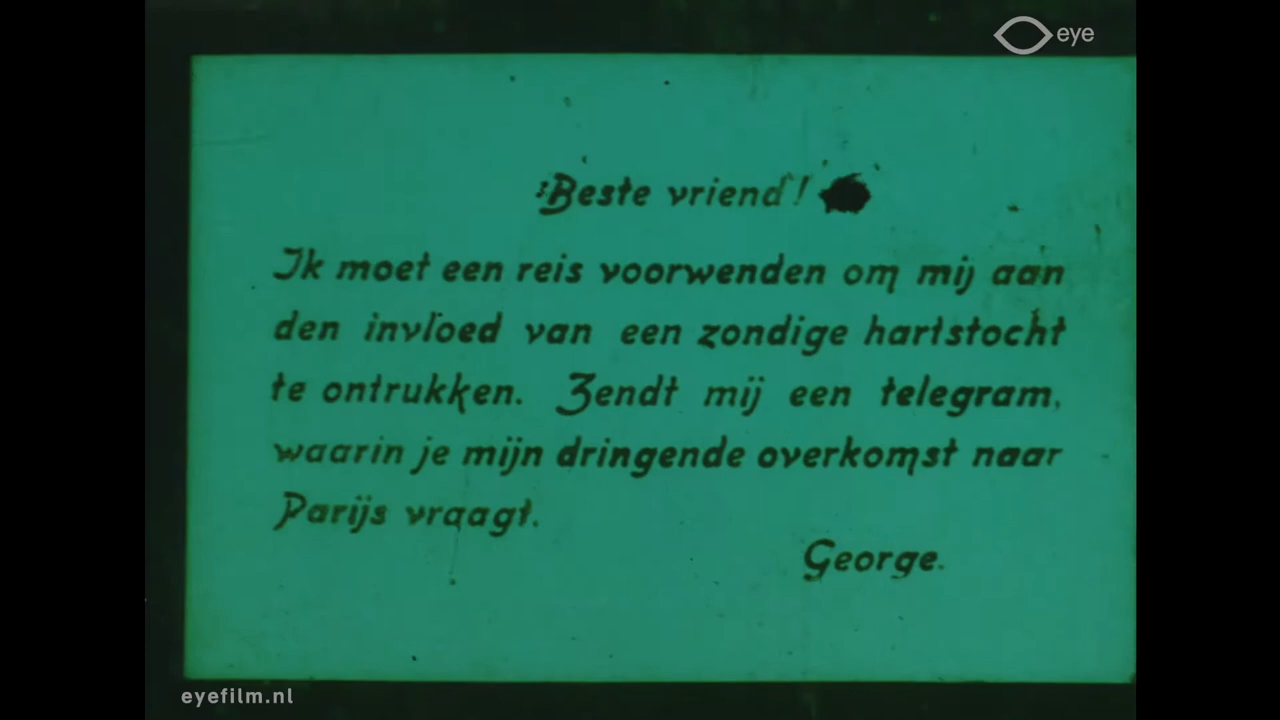 eye
Beste vriend!
Ik moet een reis voorwenden om mij aan
den invloed van een zondige hartstocht
te ontrukken. Zendt mij een telegram,
waarin je mijn dringende overkomst naar
Parijs vraagt.
George.
eyefilm.nl